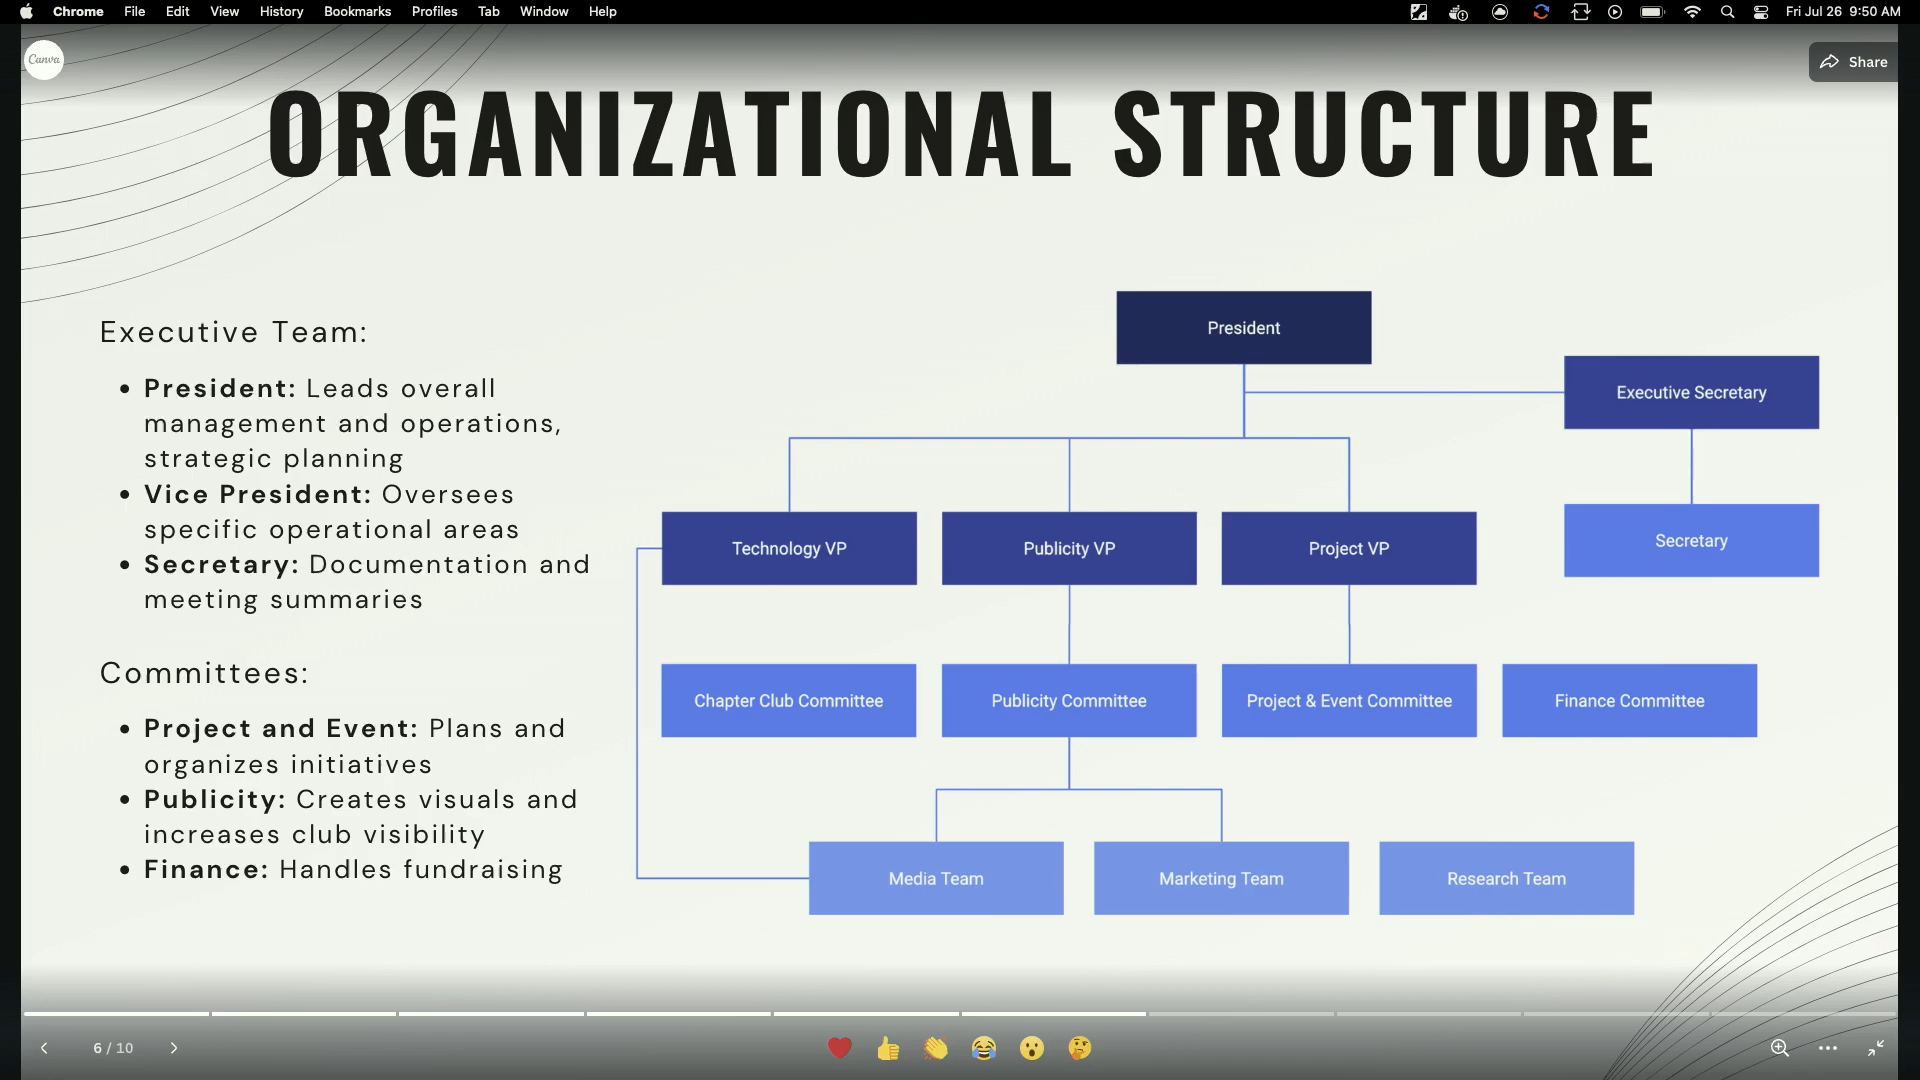 Chrome File Edit View History Bookmarks Profiles Tab Window Help Fri Jul 26 9:50 AM
Canva
Share
ORGANIZATIONAL STRUCTURE
Executive Team:
• President: Leads overall
management and operations,
strategic planning
• Vice President: Oversees
specific operational areas
• Secretary: Documentation and
meeting summaries
Committees:
• Project and Event: Plans and
organizes initiatives
• Publicity: Creates visuals and
increases club visibility
• Finance: Handles fundraising
President
Executive Secretary
Secretary
Technology VP
Publicity VP
Project VP
Chapter Club Committee
Publicity Committee
Project & Event Committee
Finance Committee
Media Team
Marketing Team
Research Team
6 / 10